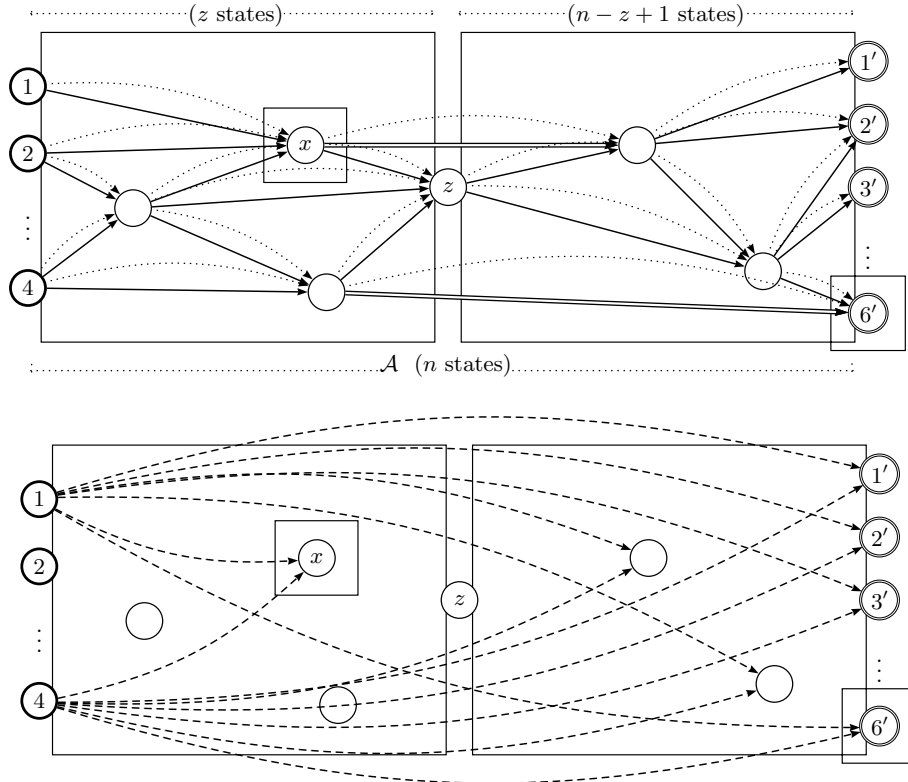 (z states) (n − z + 1 states)
1 1′
x
2 2′
z 3′
⋮ ⋮
4 6′
𝒜 (n states)
1 1′
x 2′
2
z 3′
⋮ ⋮
4 6′